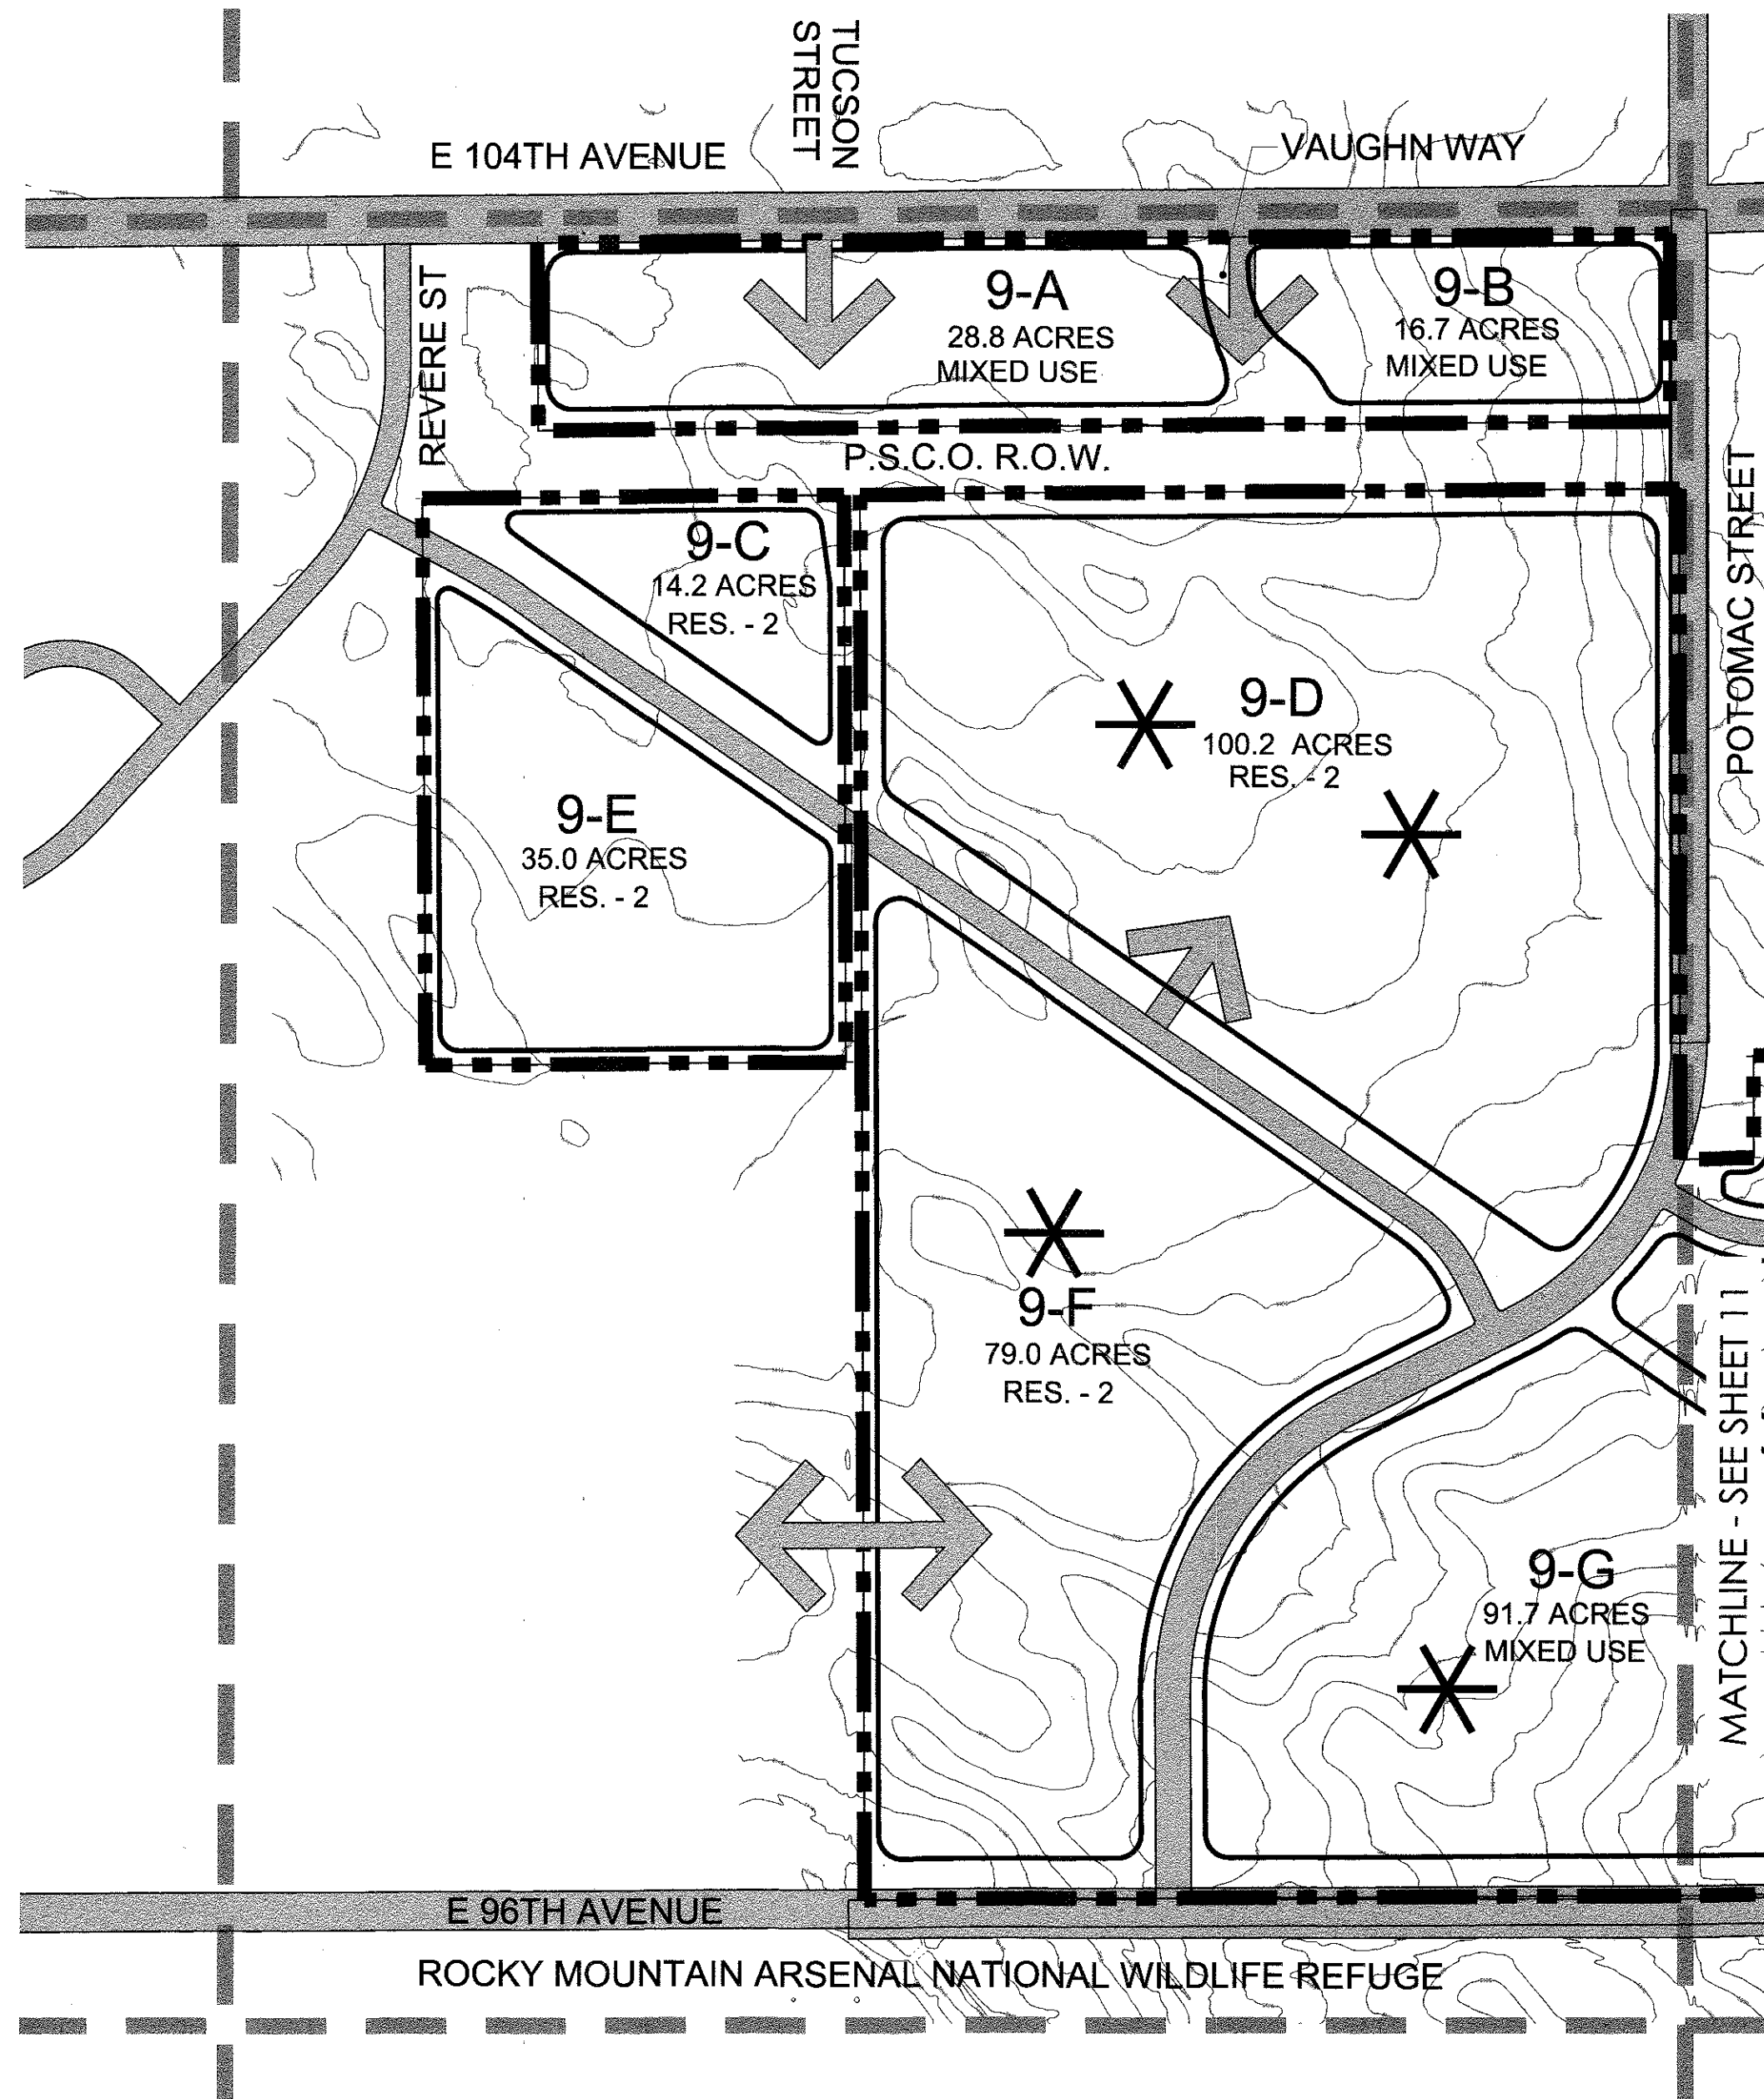 TUCSON
STREET
E 104TH AVENUE
VAUGHN WAY
REVERE ST
9-A
28.8 ACRES
MIXED USE
9-B
16.7 ACRES
MIXED USE
P.S.C.O. R.O.W.
POTOMAC STREET
9-C
14.2 ACRES
RES. - 2
9-D
100.2 ACRES
RES. - 2
9-E
35.0 ACRES
RES. - 2
9-F
79.0 ACRES
RES. - 2
MATCHLINE - SEE SHEET 11
9-G
91.7 ACRES
MIXED USE
E 96TH AVENUE
ROCKY MOUNTAIN ARSENAL NATIONAL WILDLIFE REFUGE